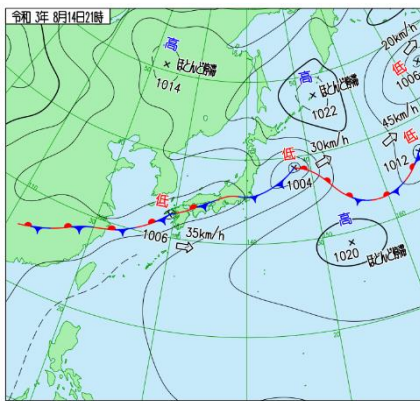 令和 3年 8月14日21時
20km/h
高
ほとんど停滞
1014
低
1006
高
ほとんど停滞
1022
45km/h
30km/h
低
1012
低
1004
低
1006
35km/h
高
1020
ほとんど停滞